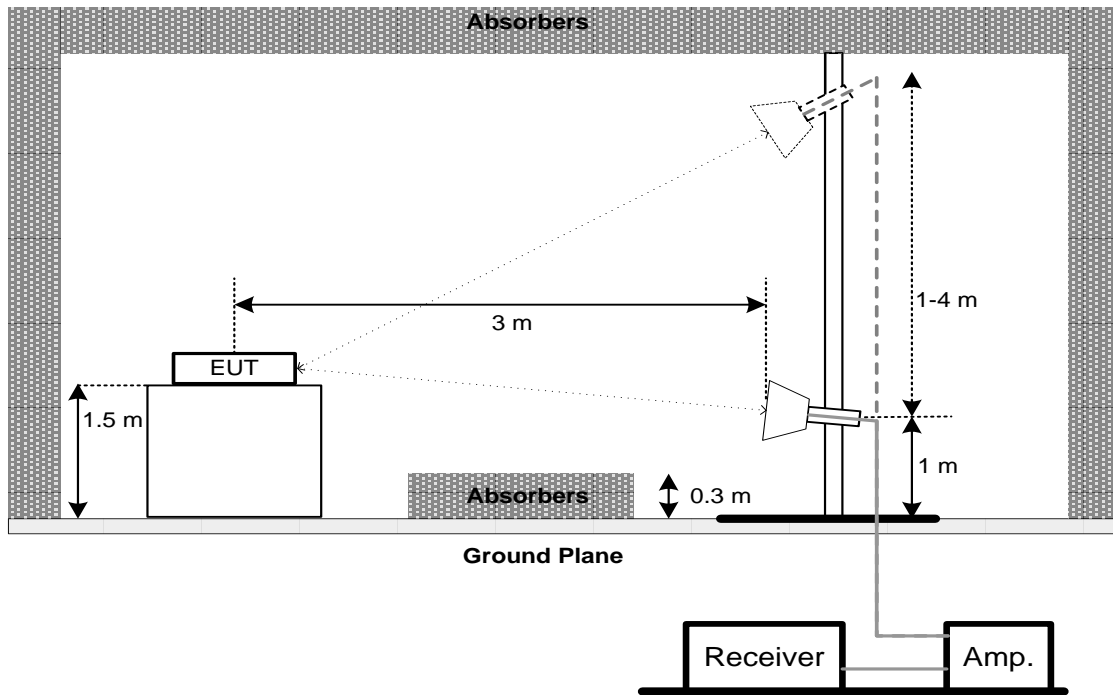 Absorbers
1-4 m
3 m
EUT
1.5 m
1 m
Absorbers
0.3 m
Ground Plane
Receiver
Amp.